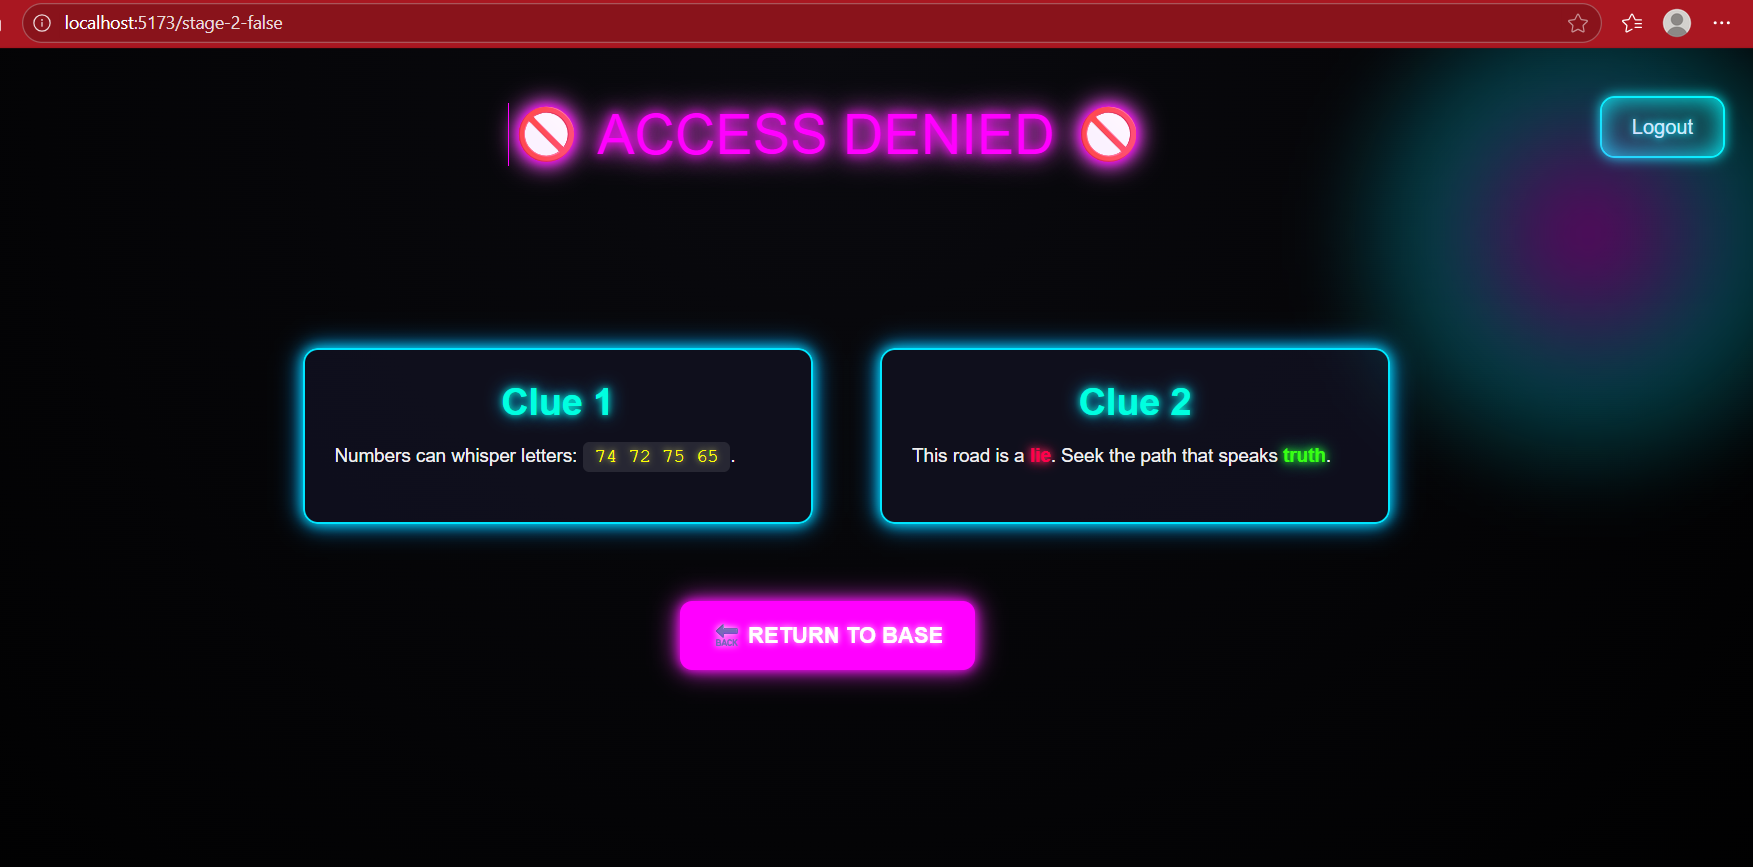 localhost:5173/stage-2-false
🚫 ACCESS DENIED 🚫
Logout
Clue 1
Numbers can whisper letters: 74 72 75 65.
Clue 2
This road is a lie. Seek the path that speaks truth.
🔙 RETURN TO BASE